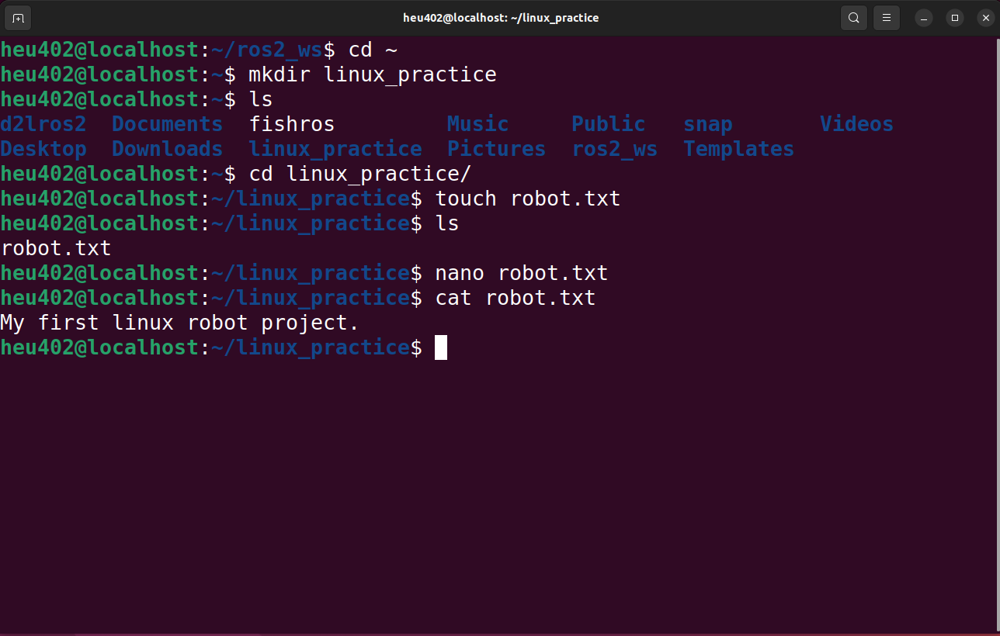 heu402@localhost: ~/linux_practice
heu402@localhost:~/ros2_ws$ cd ~
heu402@localhost:~$ mkdir linux_practice
heu402@localhost:~$ ls
d2lros2  Documents  fishros         Music     Public   snap       Videos
Desktop  Downloads  linux_practice  Pictures  ros2_ws  Templates
heu402@localhost:~$ cd linux_practice/
heu402@localhost:~/linux_practice$ touch robot.txt
heu402@localhost:~/linux_practice$ ls
robot.txt
heu402@localhost:~/linux_practice$ nano robot.txt
heu402@localhost:~/linux_practice$ cat robot.txt
My first linux robot project.
heu402@localhost:~/linux_practice$